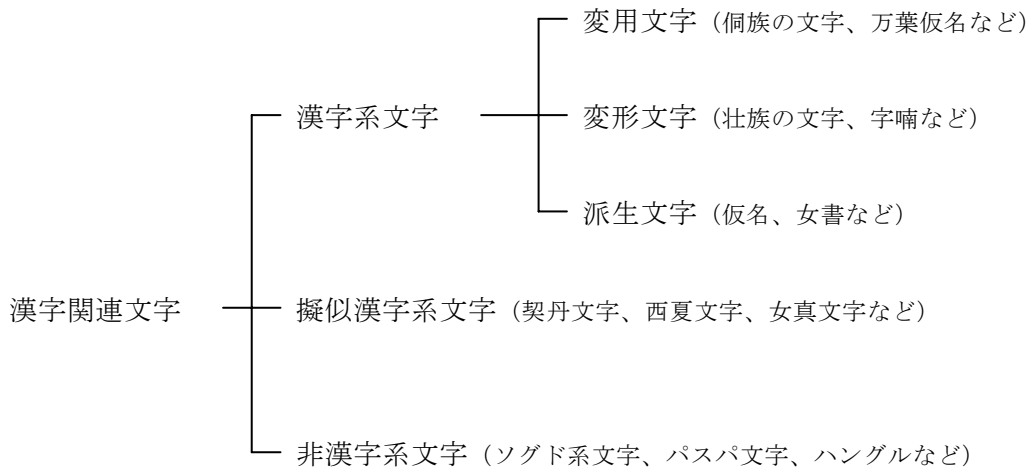 変用文字（侗族の文字、万葉仮名など）
漢字系文字
変形文字（壮族の文字、字喃など）
派生文字（仮名、女書など）
漢字関連文字
擬似漢字系文字（契丹文字、西夏文字、女真文字など）
非漢字系文字（ソグド系文字、パスパ文字、ハングルなど）